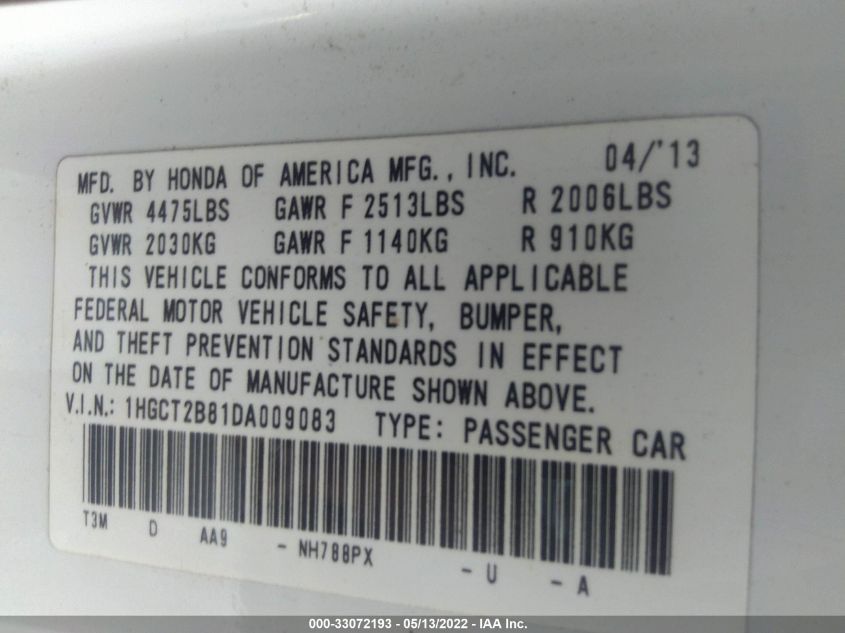 MFD. BY HONDA OF AMERICA MFG., INC. 04/'13
GVWR 4475LBS GAWR F 2513LBS R 2006LBS
GVWR 2030KG GAWR F 1140KG R 910KG
THIS VEHICLE CONFORMS TO ALL APPLICABLE
FEDERAL MOTOR VEHICLE SAFETY, BUMPER,
AND THEFT PREVENTION STANDARDS IN EFFECT
ON THE DATE OF MANUFACTURE SHOWN ABOVE.
V.I.N.: 1HGCT2B81DA009083 TYPE: PASSENGER CAR
T3M D AA9 - NH788PX - U - A
000-33072193 - 05/13/2022 - IAA Inc.